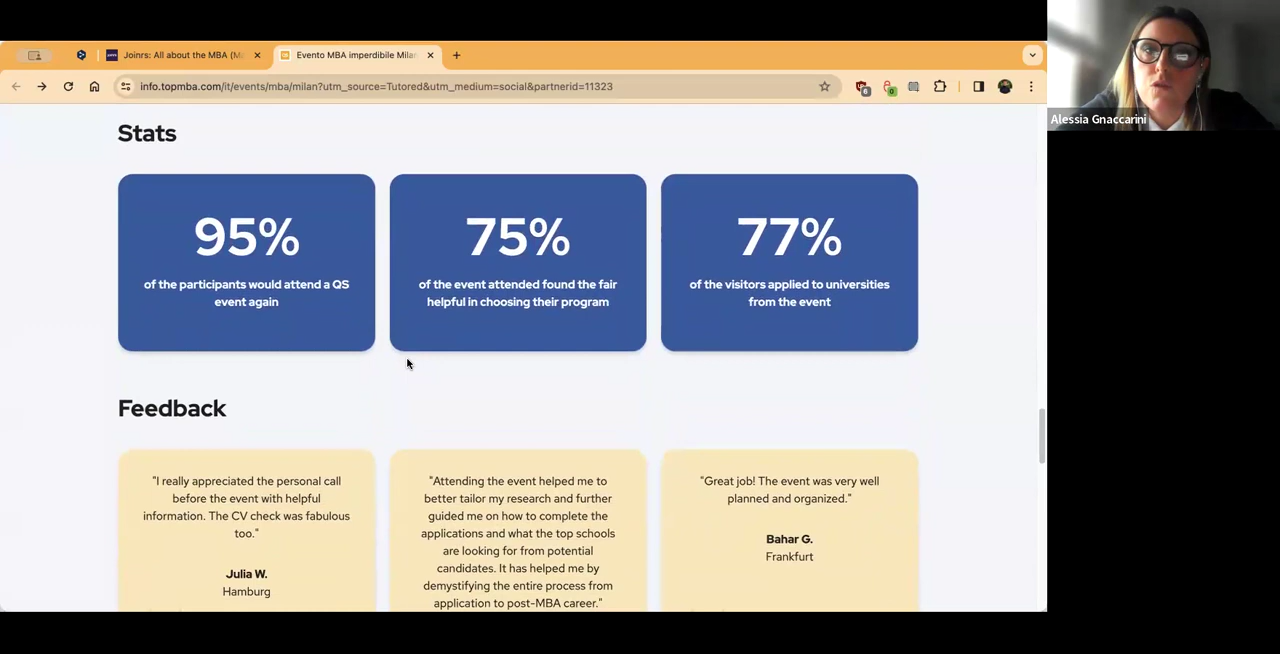 Joinrs: All about the MBA (M
Evento MBA imperdibile Milan
info.topmba.com/it/events/mba/milan?utm_source=Tutored&utm_medium=social&partnerid=11323
6
0
Alessia Gnaccarini
Stats
95%
of the participants would attend a QS
event again
75%
of the event attended found the fair
helpful in choosing their program
77%
of the visitors applied to universities
from the event
Feedback
"I really appreciated the personal call
before the event with helpful
information. The CV check was fabulous
too."
Julia W.
Hamburg
"Attending the event helped me to
better tailor my research and further
guided me on how to complete the
applications and what the top schools
are looking for from potential
candidates. It has helped me by
demystifying the entire process from
application to post-MBA career."
"Great job! The event was very well
planned and organized."
Bahar G.
Frankfurt